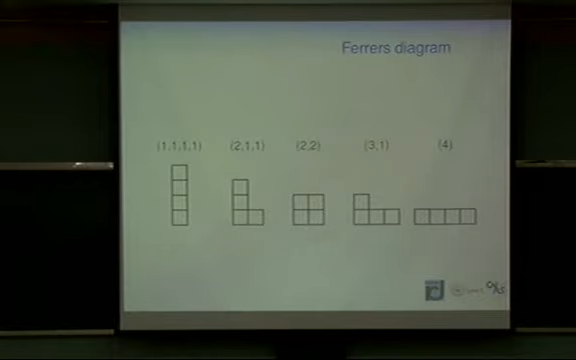 Ferrers diagram
(1,1,1,1) (2,1,1) (2,2) (3,1) (4)